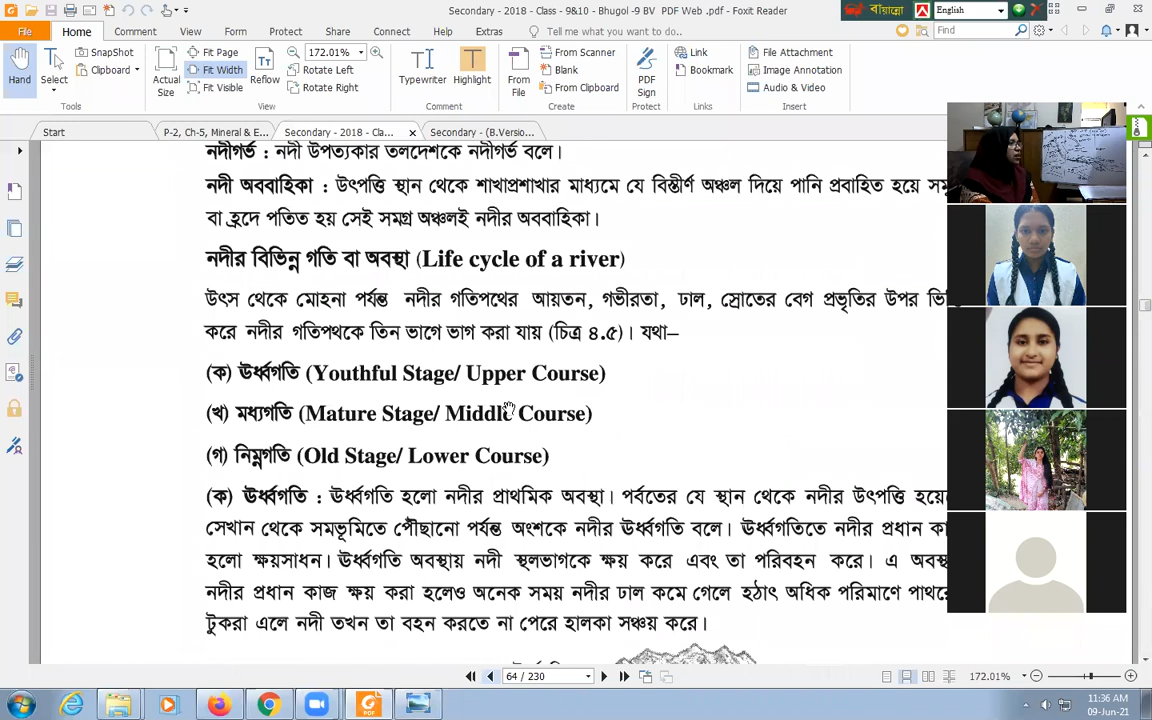 Secondary - 2018 - Class - 9&10 - Bhugol -9 BV PDF Web .pdf - Foxit Reader
English
File Home Comment View Form Protect Share Connect Help Extras Tell me what you want to do... Find
Hand
Select
SnapShot
Clipboard
Actual Size
Fit Page
Fit Width
Fit Visible
Reflow
172.01%
Rotate Left
Rotate Right
Typewriter
Highlight
From File
From Scanner
Blank
From Clipboard
PDF Sign
Link
Bookmark
File Attachment
Image Annotation
Audio & Video
Tools View Comment Create Protect Links Insert
Start P-2, Ch-5, Mineral & E... Secondary - 2018 - Cla... Secondary - (B.Versio...
নদীগর্ভ : নদী উপত্যকার তলদেশকে নদীগর্ভ বলে।
নদী অববাহিকা : উৎপত্তি স্থান থেকে শাখাপ্রশাখার মাধ্যমে যে বিস্তীর্ণ অঞ্চল দিয়ে পানি প্রবাহিত হয়ে
বা হ্রদে পতিত হয় সেই সমগ্র অঞ্চলই নদীর অববাহিকা।
নদীর বিভিন্ন গতি বা অবস্থা (Life cycle of a river)
উৎস থেকে মোহনা পর্যন্ত নদীর গতিপথের আয়তন, গভীরতা, ঢাল, স্রোতের বেগ প্রভৃতির উপর
করে নদীর গতিপথকে তিন ভাগে ভাগ করা যায় (চিত্র ৪.৫)। যথা–
(ক) ঊর্ধ্বগতি (Youthful Stage/ Upper Course)
(খ) মধ্যগতি (Mature Stage/ Middle Course)
(গ) নিম্নগতি (Old Stage/ Lower Course)
(ক) ঊর্ধ্বগতি : ঊর্ধ্বগতি হলো নদীর প্রাথমিক অবস্থা। পর্বতের যে স্থান থেকে নদীর উৎপত্তি
সেখান থেকে সমভূমিতে পৌঁছানো পর্যন্ত অংশকে নদীর ঊর্ধ্বগতি বলে। ঊর্ধ্বগতিতে নদীর প্রধান
হলো ক্ষয়সাধন। ঊর্ধ্বগতি অবস্থায় নদী স্থলভাগকে ক্ষয় করে এবং তা পরিবহন করে। এ
নদীর প্রধান কাজ ক্ষয় করা হলেও অনেক সময় নদীর ঢাল কমে গেলে হঠাৎ অধিক পরিমাণে
টুকরা এলে নদী তখন তা বহন করতে না পেরে হালকা সঞ্চয় করে।
64 / 230
172.01%
11:36 AM
09-Jun-21